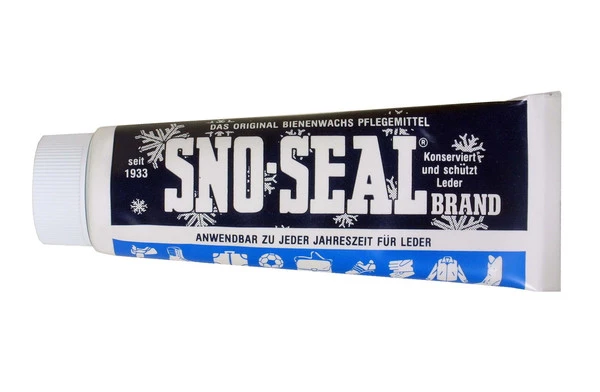 DAS ORIGINAL BIENENWACHS PFLEGEMITTEL
seit
1933
SNO-SEAL®
Konserviert
und schützt
Leder
BRAND
ANWENDBAR ZU JEDER JAHRESZEIT FÜR LEDER